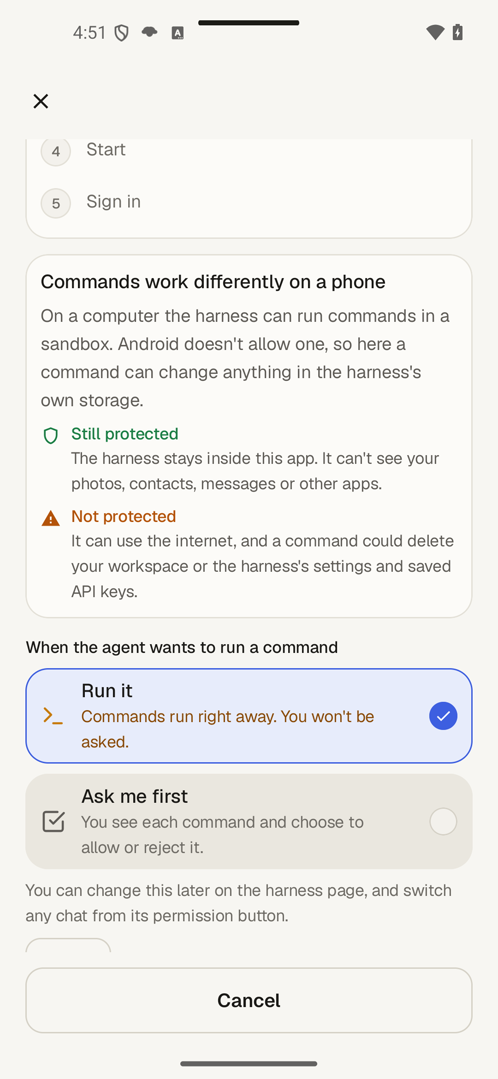 4:51
A
4 Start
5 Sign in
Commands work differently on a phone
On a computer the harness can run commands in a
sandbox. Android doesn't allow one, so here a
command can change anything in the harness's
own storage.
Still protected
The harness stays inside this app. It can't see your
photos, contacts, messages or other apps.
Not protected
It can use the internet, and a command could delete
your workspace or the harness's settings and saved
API keys.
When the agent wants to run a command
Run it
Commands run right away. You won't be
asked.
Ask me first
You see each command and choose to
allow or reject it.
You can change this later on the harness page, and switch
any chat from its permission button.
Cancel